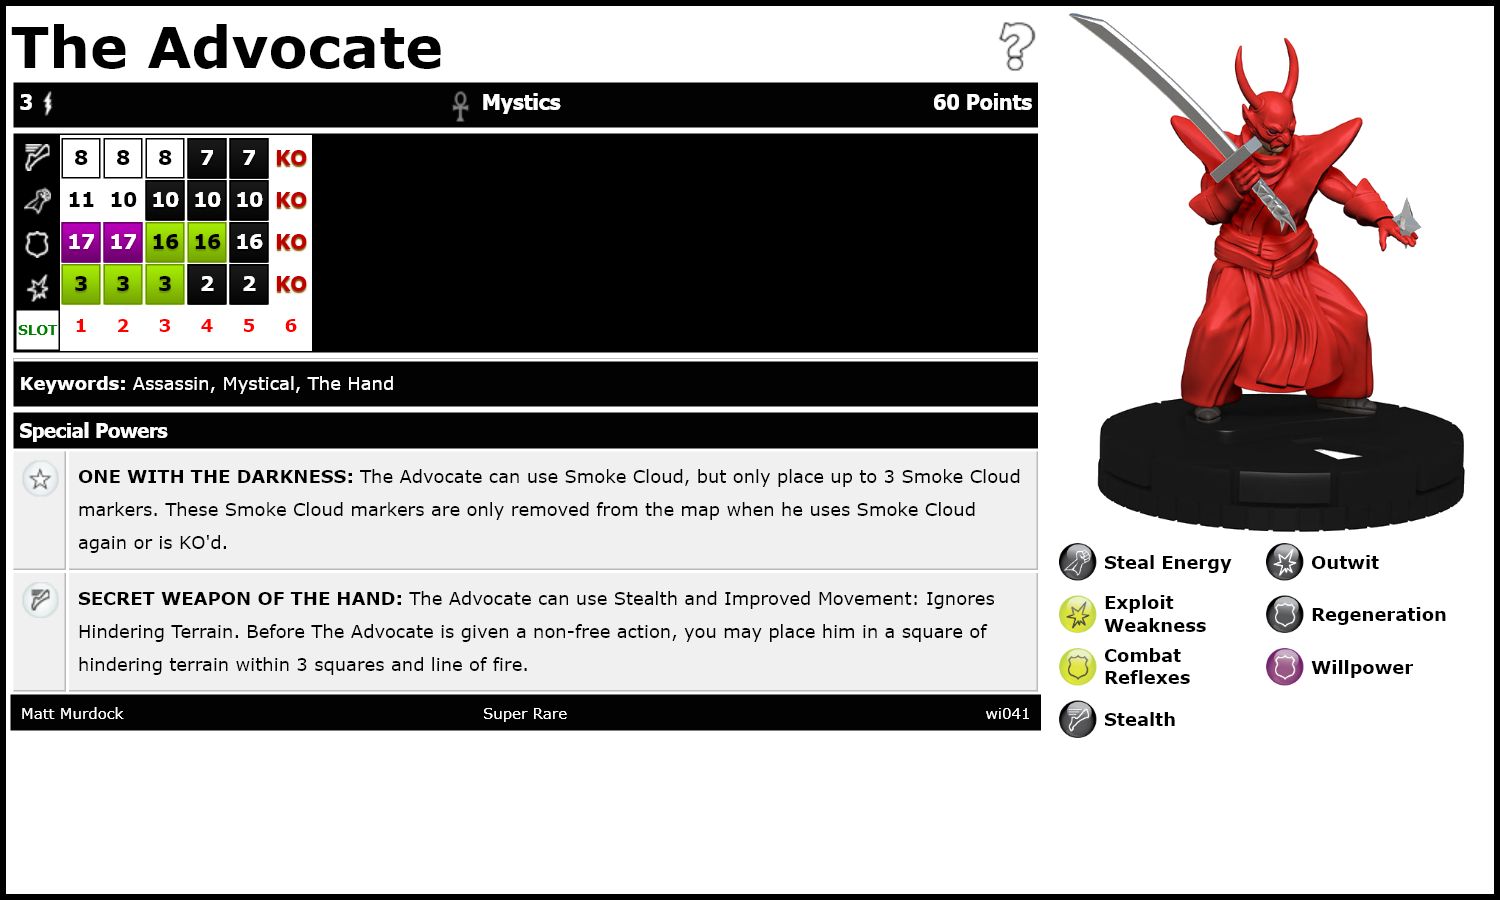 The Advocate
3 Mystics 60 Points
8 8 8 7 7 KO
11 10 10 10 10 KO
17 17 16 16 16 KO
3 3 3 2 2 KO
SLOT 1 2 3 4 5 6
Keywords: Assassin, Mystical, The Hand
Special Powers
ONE WITH THE DARKNESS: The Advocate can use Smoke Cloud, but only place up to 3 Smoke Cloud
markers. These Smoke Cloud markers are only removed from the map when he uses Smoke Cloud
again or is KO'd.
SECRET WEAPON OF THE HAND: The Advocate can use Stealth and Improved Movement: Ignores
Hindering Terrain. Before The Advocate is given a non-free action, you may place him in a square of
hindering terrain within 3 squares and line of fire.
Matt Murdock Super Rare wi041
Steal Energy Outwit
Exploit
Weakness
Regeneration
Combat
Reflexes
Willpower
Stealth